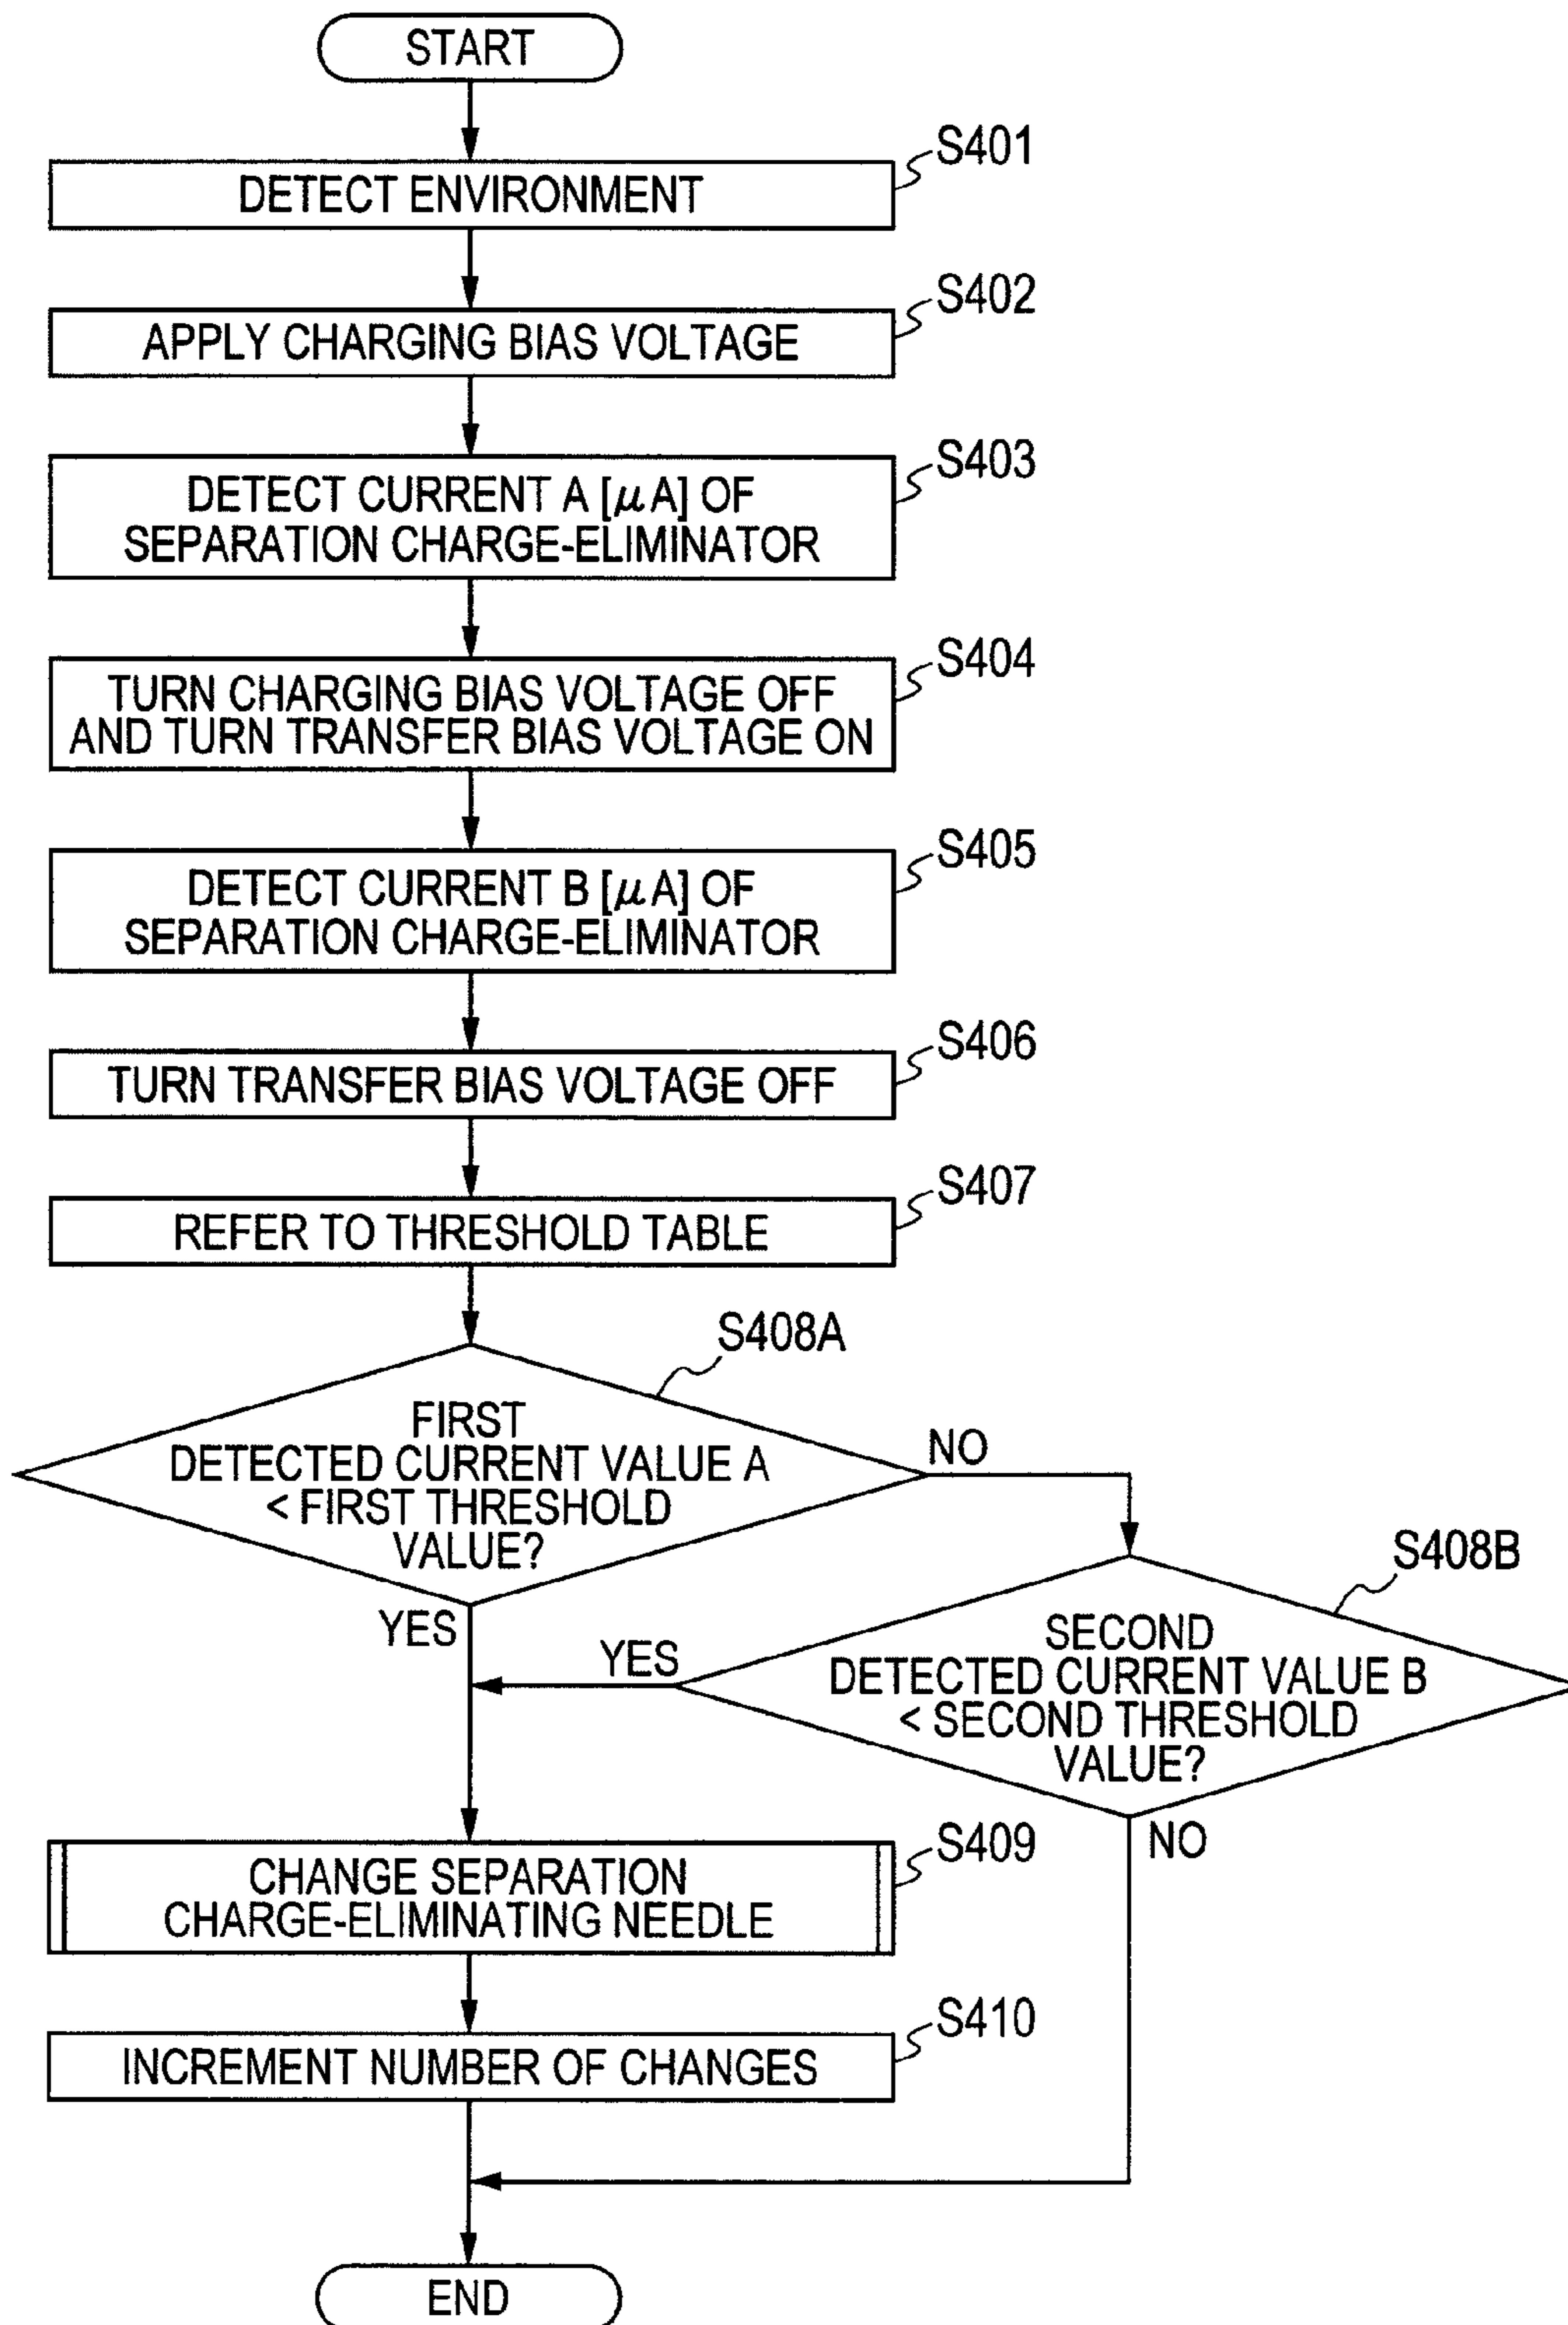 START
S401
DETECT ENVIRONMENT
S402
APPLY CHARGING BIAS VOLTAGE
S403
DETECT CURRENT A [μA] OF
SEPARATION CHARGE-ELIMINATOR
S404
TURN CHARGING BIAS VOLTAGE OFF
AND TURN TRANSFER BIAS VOLTAGE ON
S405
DETECT CURRENT B [μA] OF
SEPARATION CHARGE-ELIMINATOR
S406
TURN TRANSFER BIAS VOLTAGE OFF
S407
REFER TO THRESHOLD TABLE
S408A
FIRST
DETECTED CURRENT VALUE A
< FIRST THRESHOLD
VALUE?
NO
YES
S408B
SECOND
DETECTED CURRENT VALUE B
< SECOND THRESHOLD
VALUE?
YES
NO
S409
CHANGE SEPARATION
CHARGE-ELIMINATING NEEDLE
S410
INCREMENT NUMBER OF CHANGES
END